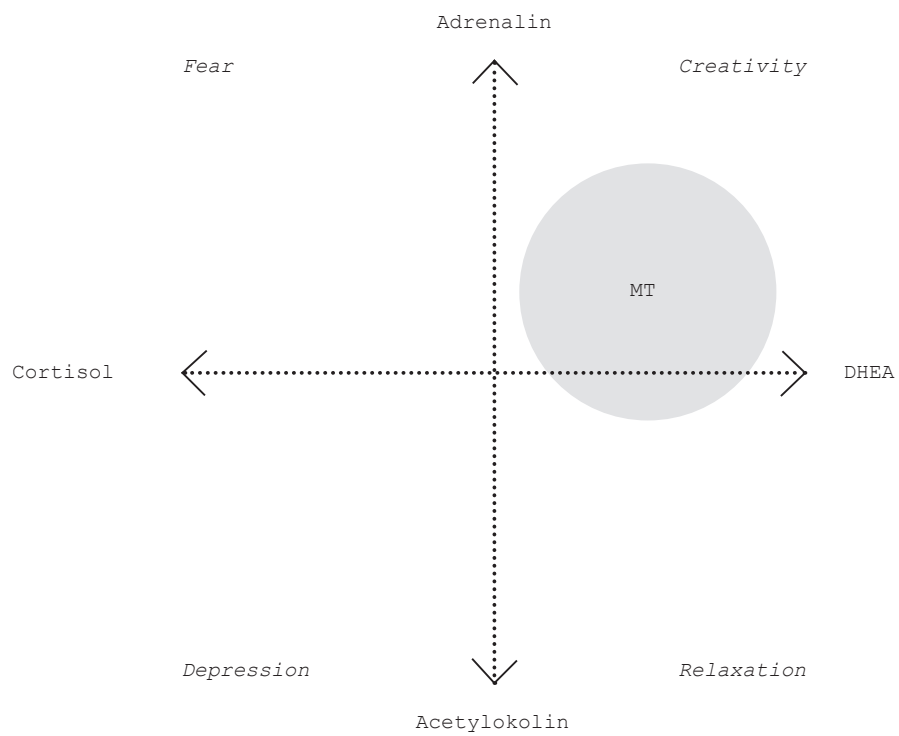 Adrenalin
Fear
Creativity
MT
Cortisol
DHEA
Depression
Relaxation
Acetylokolin